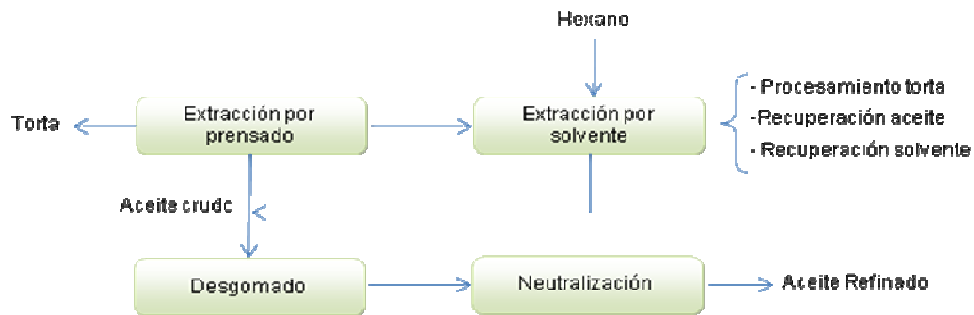 Hexano
Torta
Extracción por
prensado
Extracción por
solvente
- Procesamiento torta
-Recuperación aceite
- Recuperación solvente
Aceite crudo
Desgomado
Neutralización
Aceite Refinado